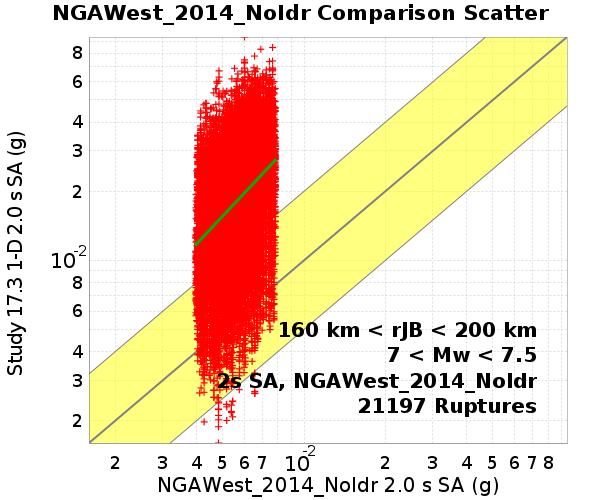 NGAWest_2014_NoIdr Comparison Scatter
Study 17.3 1-D 2.0 s SA (g)
8
6
4
3
2
10-2
8
6
4
3
2
160 km < rJB < 200 km
7 < Mw < 7.5
2s SA, NGAWest_2014_NoIdr
21197 Ruptures
2 3 4 5 6 7 10-2 2 3 4 5 6 7 8
NGAWest_2014_NoIdr 2.0 s SA (g)